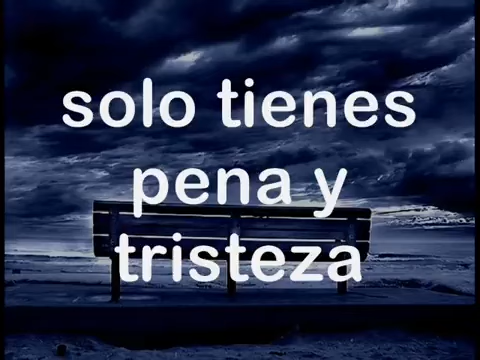 solo tienes
pena y
tristeza